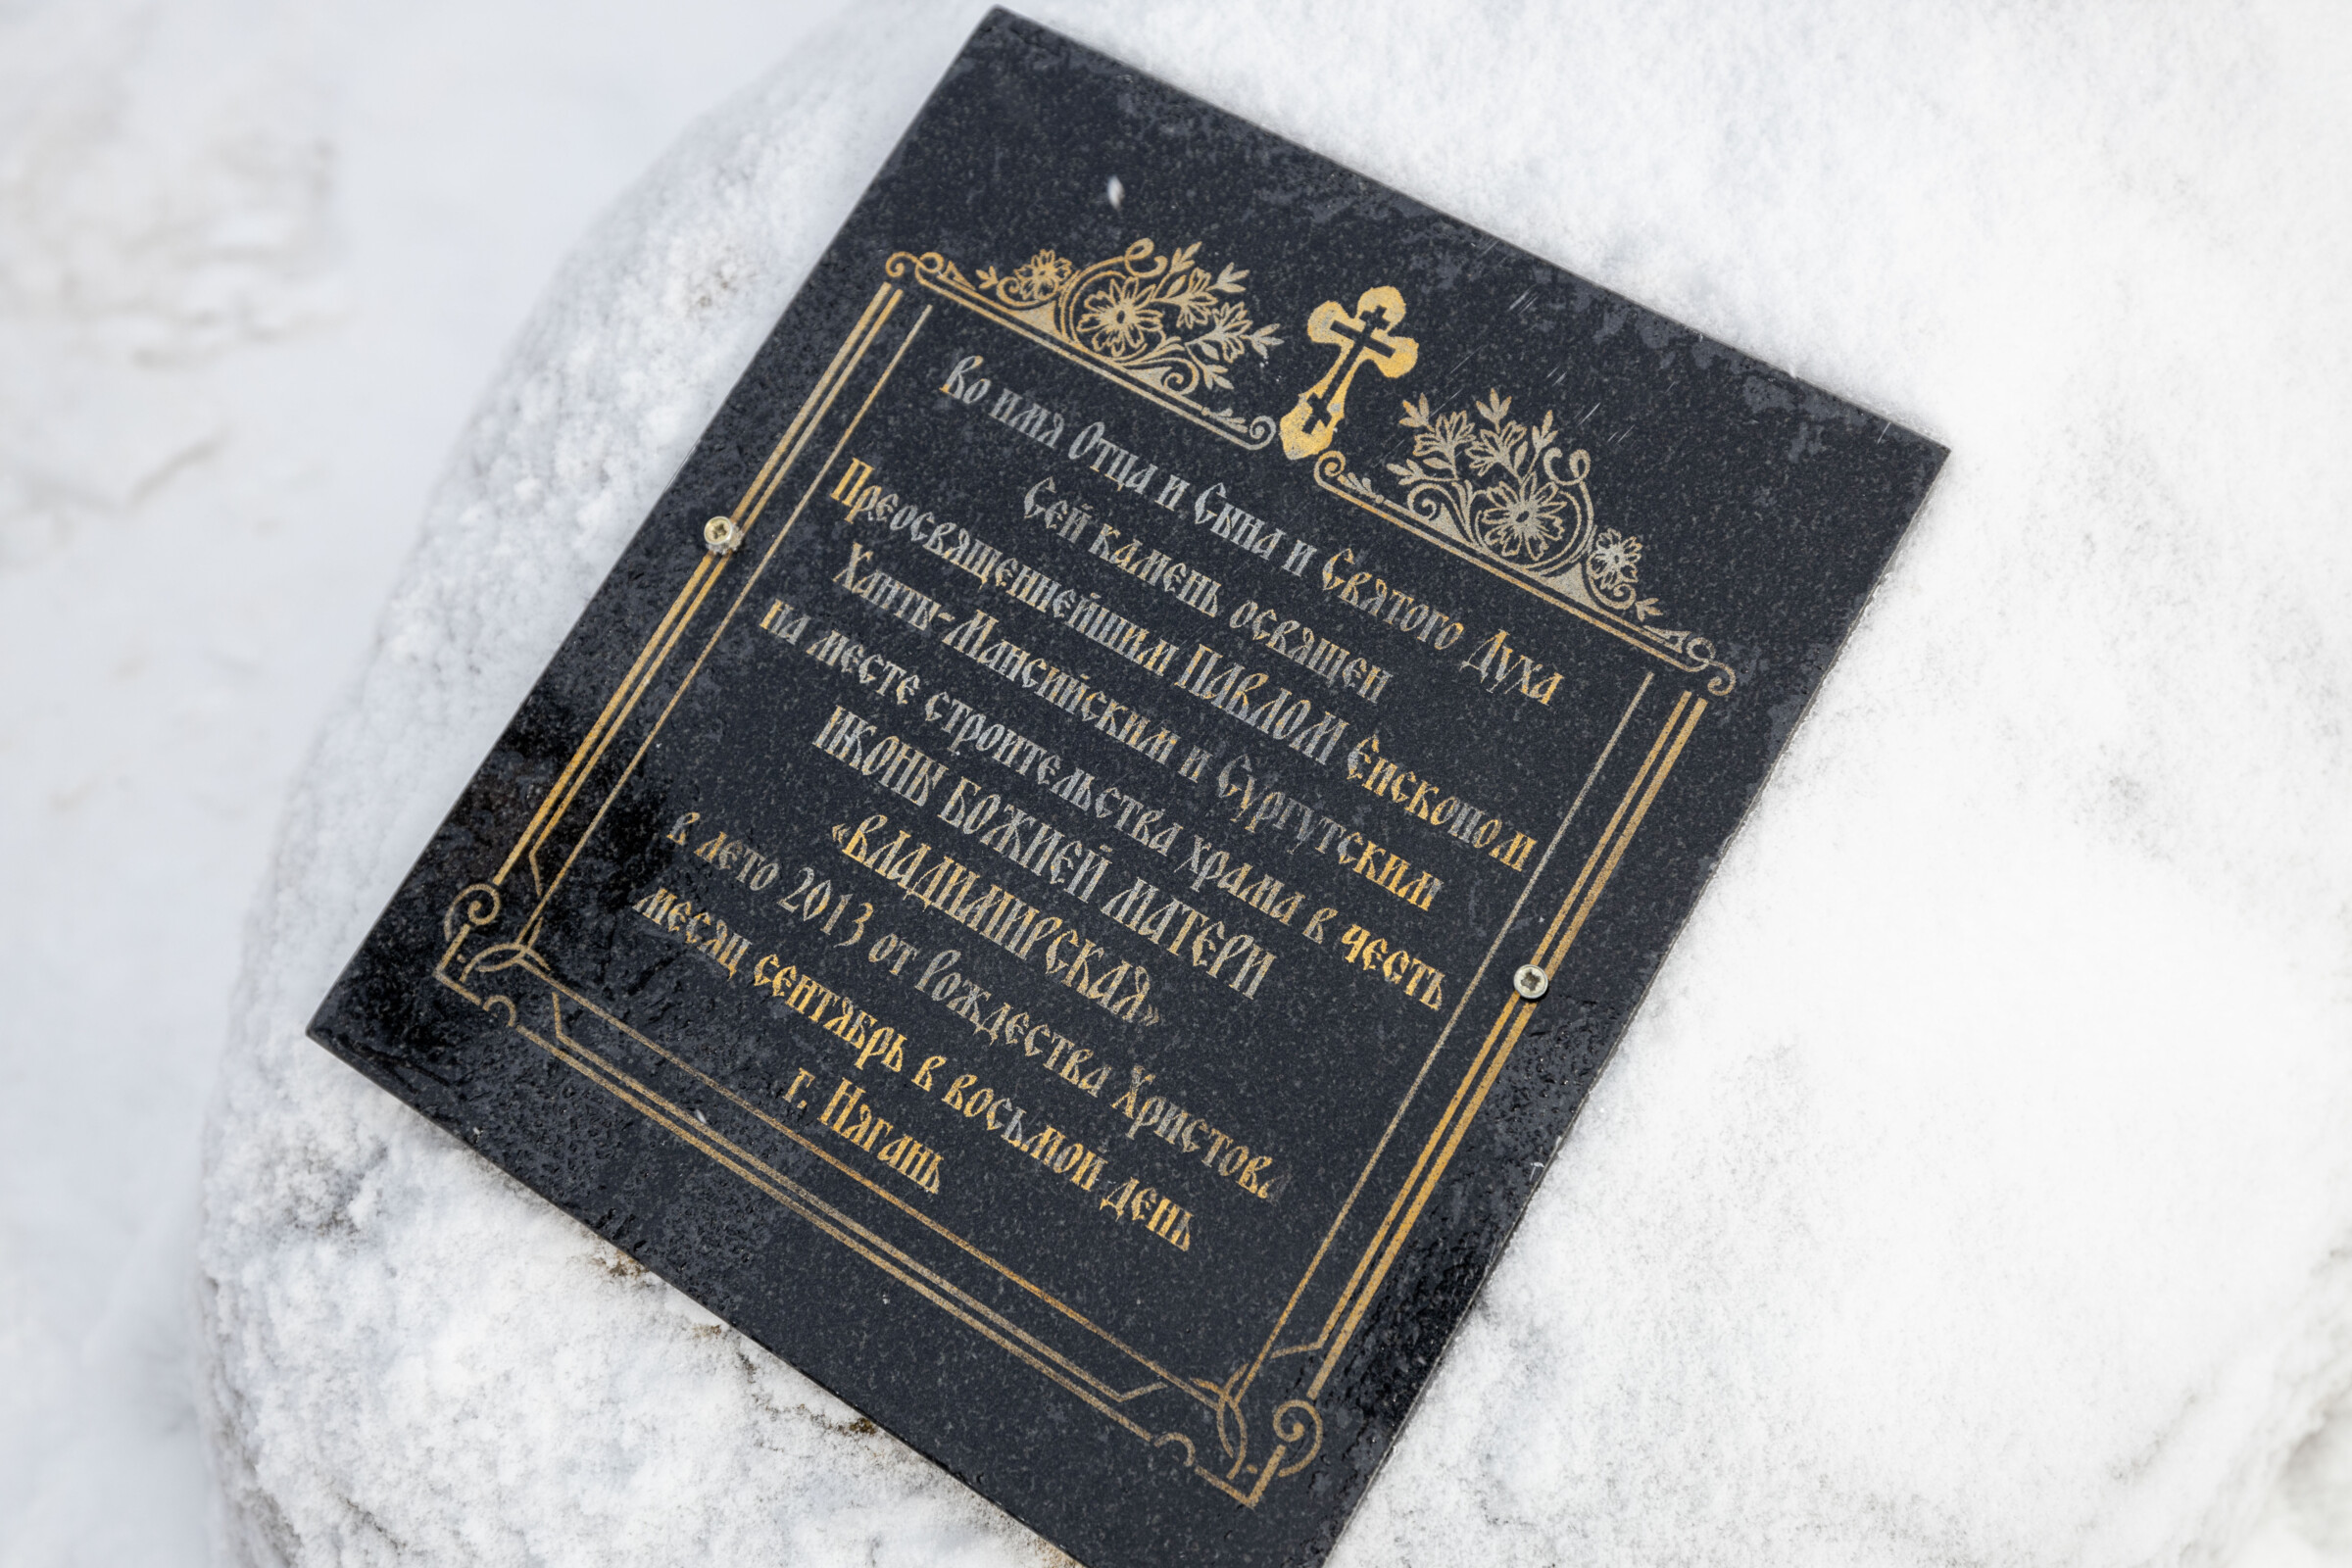 Во имя Отца и Сына и Святого Духа
Сей камень освящен
Преосвященнейшим ПАВЛОМ Епископом
Ханты-Мансийским и Сургутским
на месте строительства храма в честь
ИКОНЫ БОЖИЕЙ МАТЕРИ
«ВЛАДИМИРСКАЯ»
в лето 2013 от Рождества Христова
месяц сентябрь в восьмой день
г. Нягань